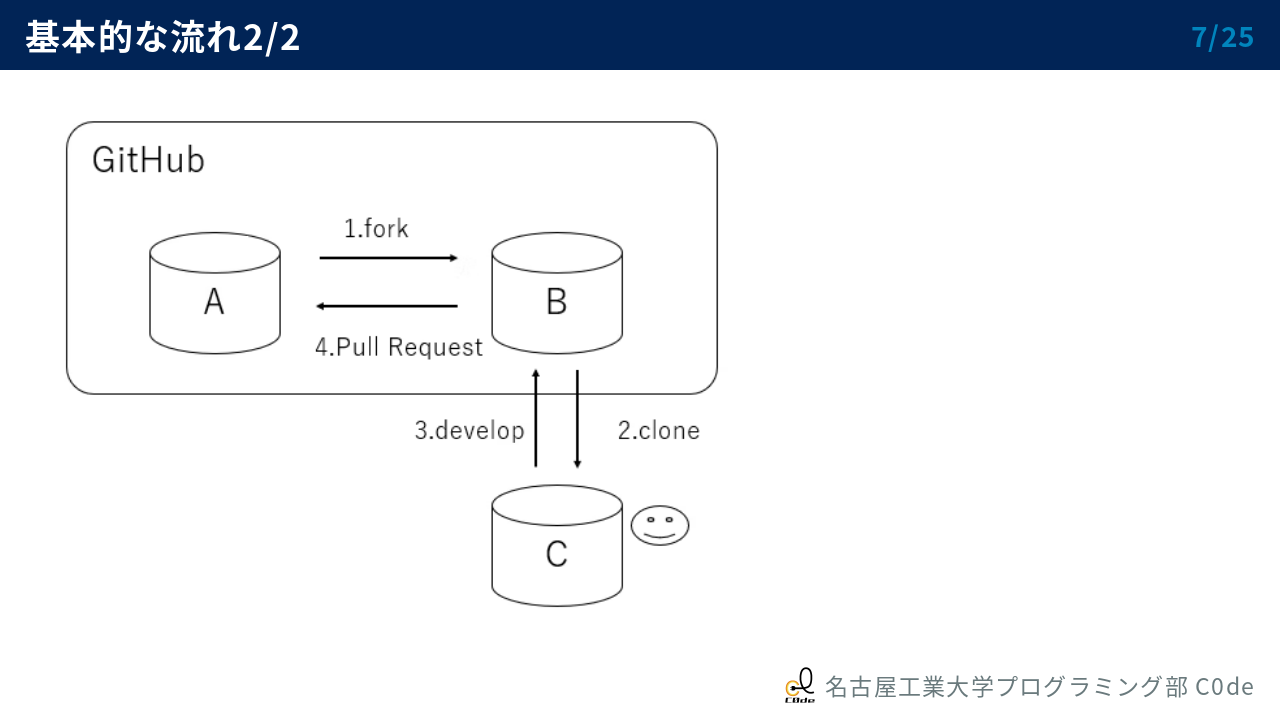 基本的な流れ2/2
7/25
GitHub
1.fork
A
B
4.Pull Request
3.develop
2.clone
C
C0de
名古屋工業大学プログラミング部 C0de